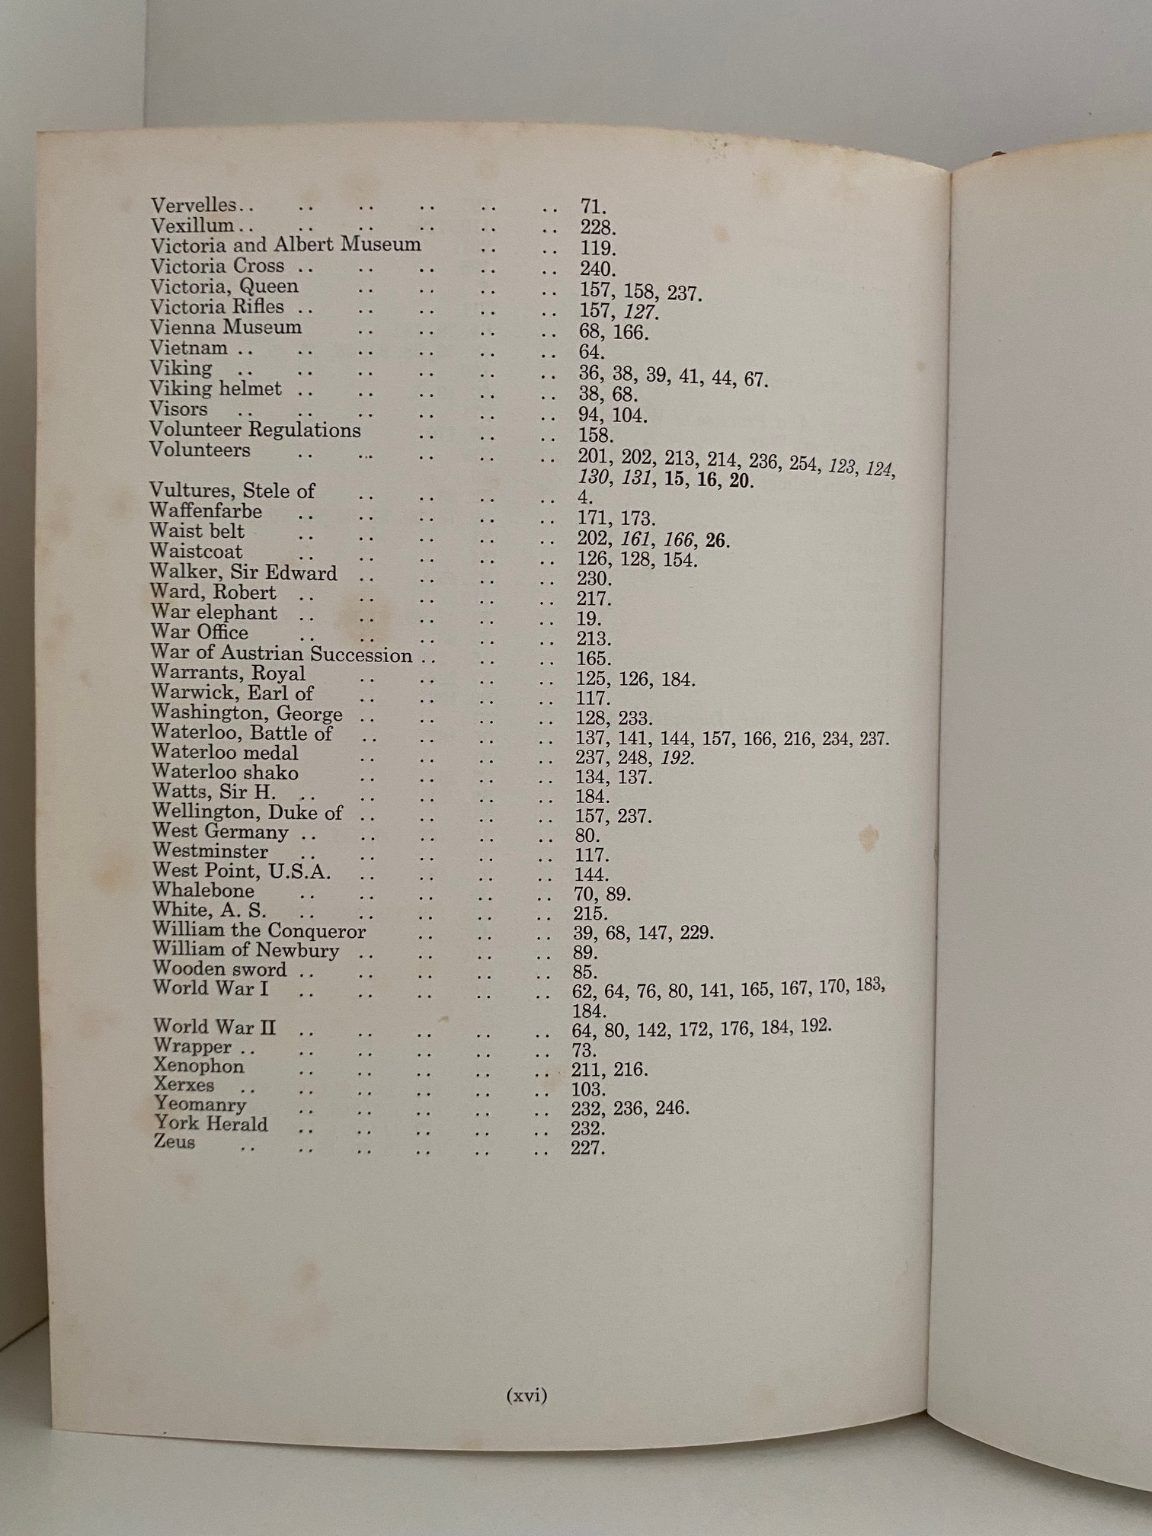 Vervelles.. .. .. .. .. .. 71.
Vexillum.. .. .. .. .. .. 228.
Victoria and Albert Museum .. .. 119.
Victoria Cross .. .. .. .. .. 240.
Victoria, Queen .. .. .. .. 157, 158, 237.
Victoria Rifles .. .. .. .. .. 157, 127.
Vienna Museum .. .. .. .. 68, 166.
Vietnam .. .. .. .. .. .. 64.
Viking .. .. .. .. .. .. 36, 38, 39, 41, 44, 67.
Viking helmet .. .. .. .. .. 38, 68.
Visors .. .. .. .. .. .. 94, 104.
Volunteer Regulations .. .. .. 158.
Volunteers .. .. .. .. .. 201, 202, 213, 214, 236, 254, 123, 124,
130, 131, 15, 16, 20.
Vultures, Stele of .. .. .. .. 4.
Waffenfarbe .. .. .. .. .. 171, 173.
Waist belt .. .. .. .. .. 202, 161, 166, 26.
Waistcoat .. .. .. .. .. 126, 128, 154.
Walker, Sir Edward .. .. .. .. 230.
Ward, Robert .. .. .. .. .. 217.
War elephant .. .. .. .. .. 19.
War Office .. .. .. .. .. 213.
War of Austrian Succession .. .. .. 165.
Warrants, Royal .. .. .. .. 125, 126, 184.
Warwick, Earl of .. .. .. .. 117.
Washington, George .. .. .. .. 128, 233.
Waterloo, Battle of .. .. .. .. 137, 141, 144, 157, 166, 216, 234, 237.
Waterloo medal .. .. .. .. 237, 248, 192.
Waterloo shako .. .. .. .. 134, 137.
Watts, Sir H. .. .. .. .. .. 184.
Wellington, Duke of .. .. .. .. 157, 237.
West Germany .. .. .. .. .. 80.
Westminster .. .. .. .. .. 117.
West Point, U.S.A. .. .. .. .. 144.
Whalebone .. .. .. .. .. 70, 89.
White, A. S. .. .. .. .. .. 215.
William the Conqueror .. .. .. 39, 68, 147, 229.
William of Newbury .. .. .. .. 89.
Wooden sword .. .. .. .. .. 85.
World War I .. .. .. .. .. 62, 64, 76, 80, 141, 165, 167, 170, 183,
184.
World War II .. .. .. .. .. 64, 80, 142, 172, 176, 184, 192.
Wrapper .. .. .. .. .. .. 73.
Xenophon .. .. .. .. .. 211, 216.
Xerxes .. .. .. .. .. .. 103.
Yeomanry .. .. .. .. .. 232, 236, 246.
York Herald .. .. .. .. .. 232.
Zeus .. .. .. .. .. .. 227.
(xvi)